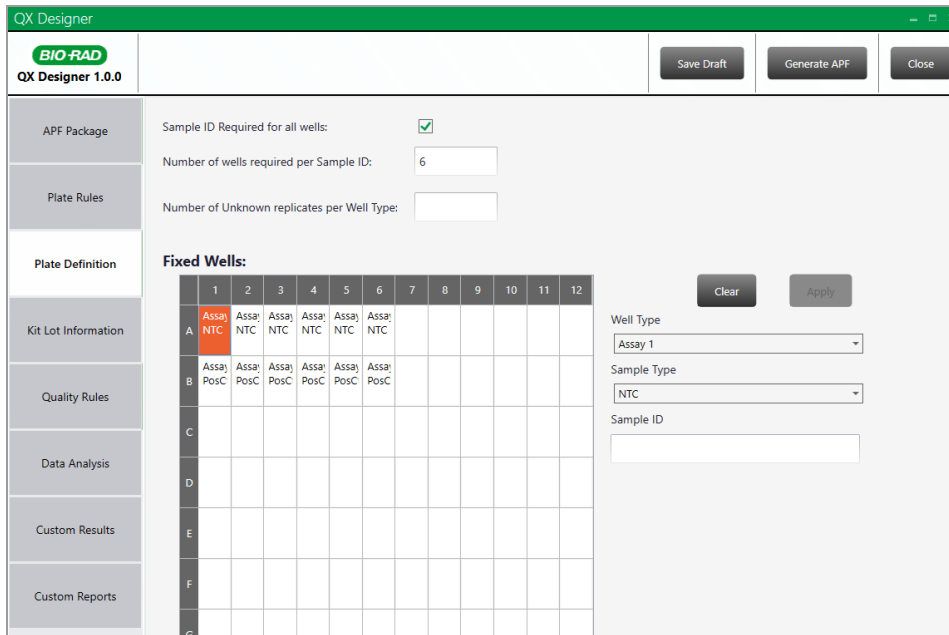 QX Designer
BIO-RAD
QX Designer 1.0.0
Save Draft
Generate APF
Close
APF Package
Plate Rules
Plate Definition
Kit Lot Information
Quality Rules
Data Analysis
Custom Results
Custom Reports
Sample ID Required for all wells:
Number of wells required per Sample ID: 6
Number of Unknown replicates per Well Type:
Fixed Wells:
1 2 3 4 5 6 7 8 9 10 11 12
Assay Assay Assay Assay Assay Assay
A NTC NTC NTC NTC NTC NTC
Assay Assay Assay Assay Assay Assay
B PosC PosC PosC PosC PosC PosC
C
D
E
F
G
Clear
Apply
Well Type
Assay 1
Sample Type
NTC
Sample ID